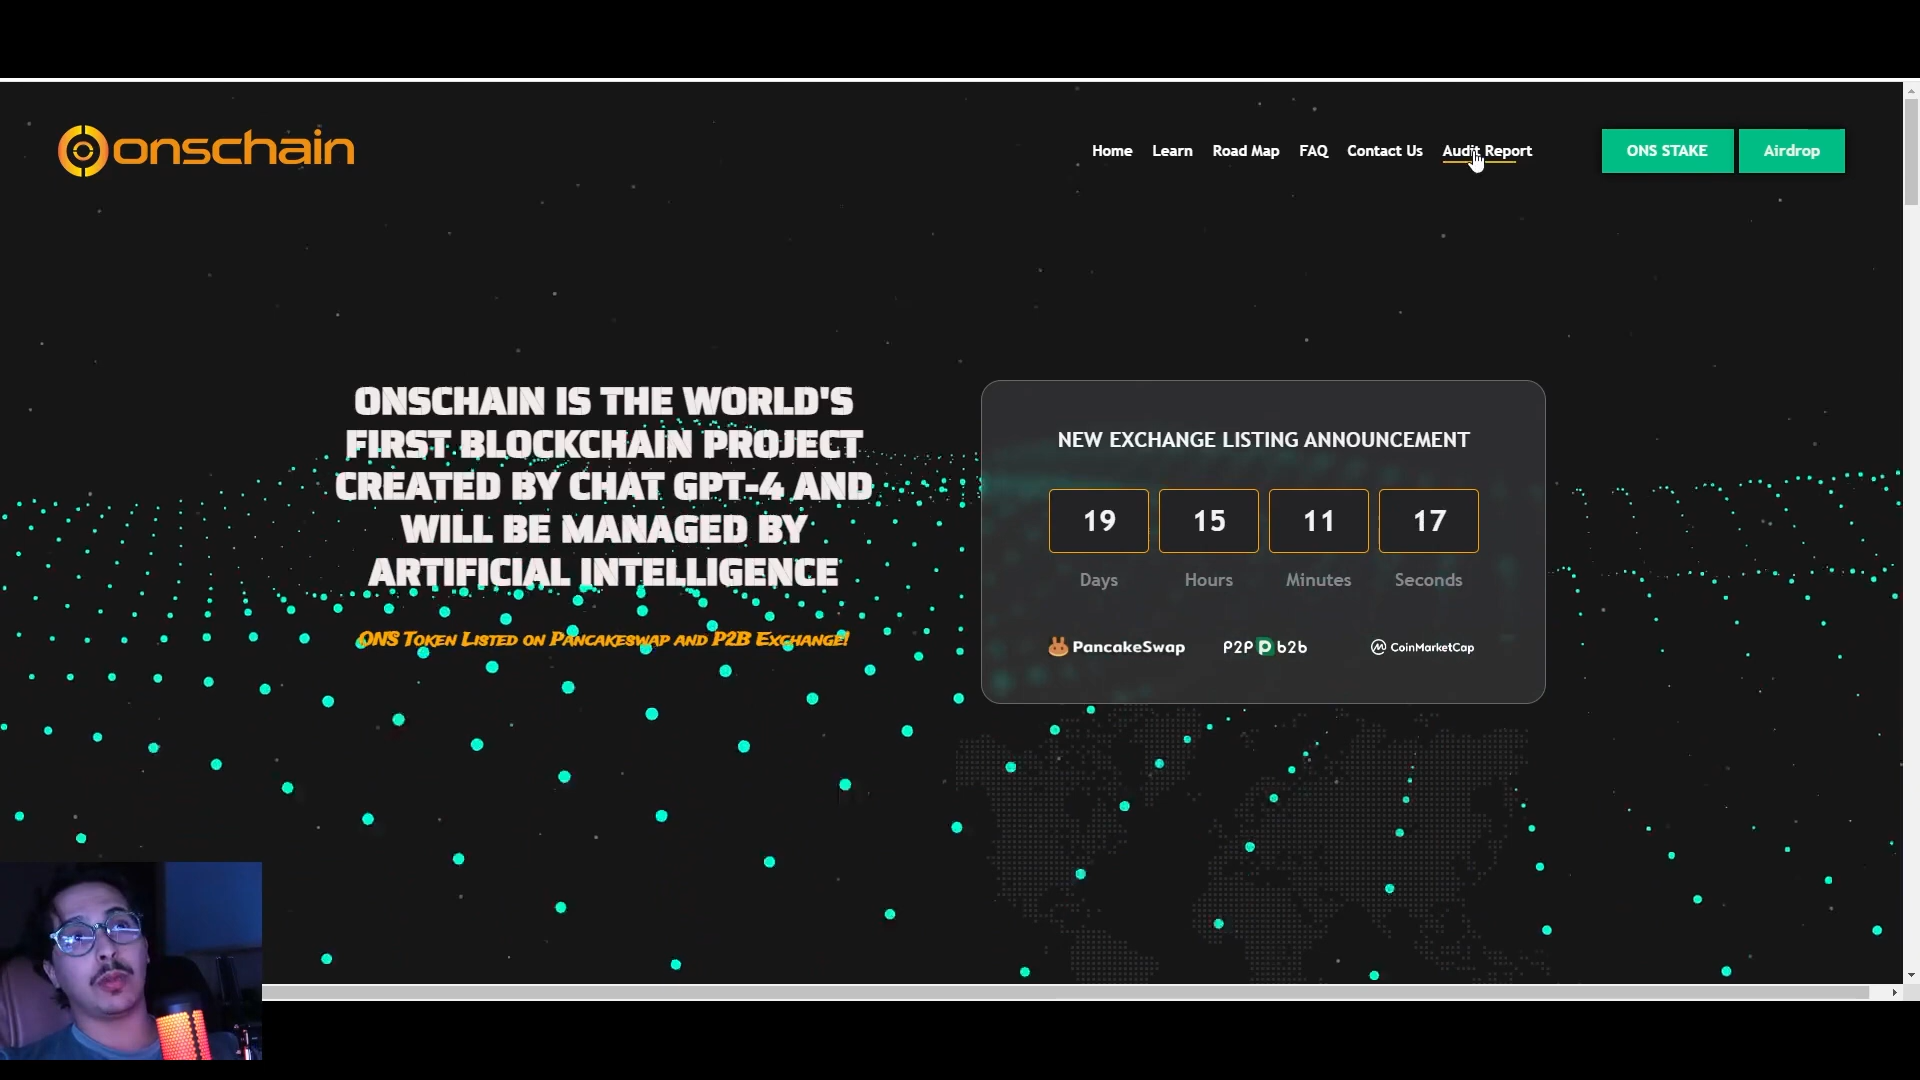 onschain
Home Learn Road Map FAQ Contact Us Audit Report ONS STAKE Airdrop
ONSCHAIN IS THE WORLD'S
FIRST BLOCKCHAIN PROJECT
CREATED BY CHAT GPT-4 AND
WILL BE MANAGED BY
ARTIFICIAL INTELLIGENCE
ONS Token Listed on Pancakeswap and P2B Exchange!
NEW EXCHANGE LISTING ANNOUNCEMENT
19 15 11 17
Days Hours Minutes Seconds
PancakeSwap P2P b2b CoinMarketCap